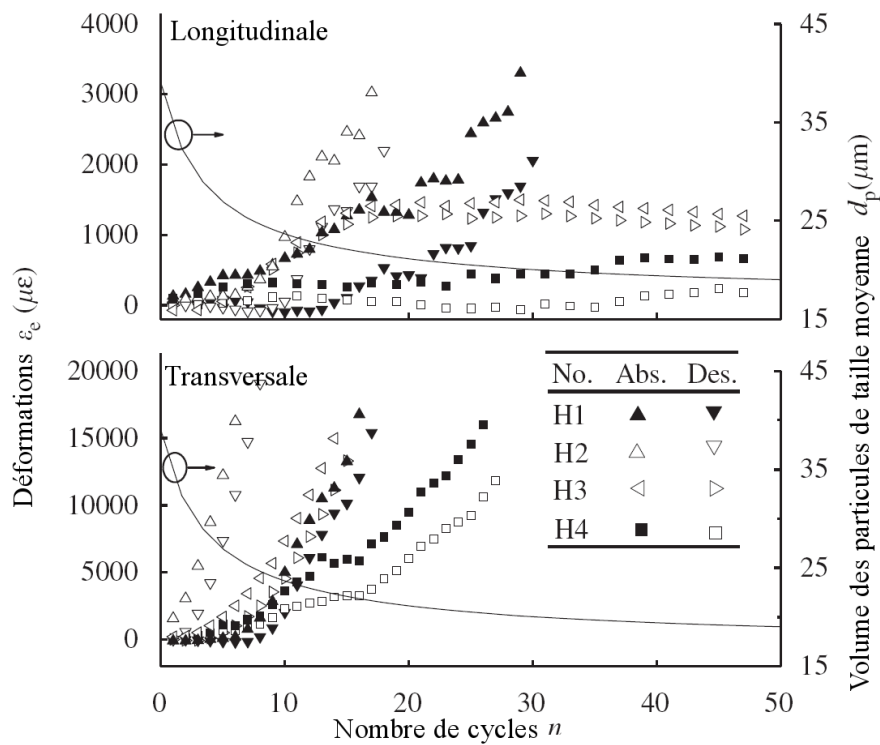 Longitudinale
4000
3000
2000
1000
0
45
35
25
15
Transversale
20000
15000
10000
5000
0
45
35
25
15
No. Abs. Des.
H1
H2
H3
H4
0 10 20 30 40 50
Nombre de cycles n
Déformations εe (με)
Volume des particules de taille moyenne dp(μm)